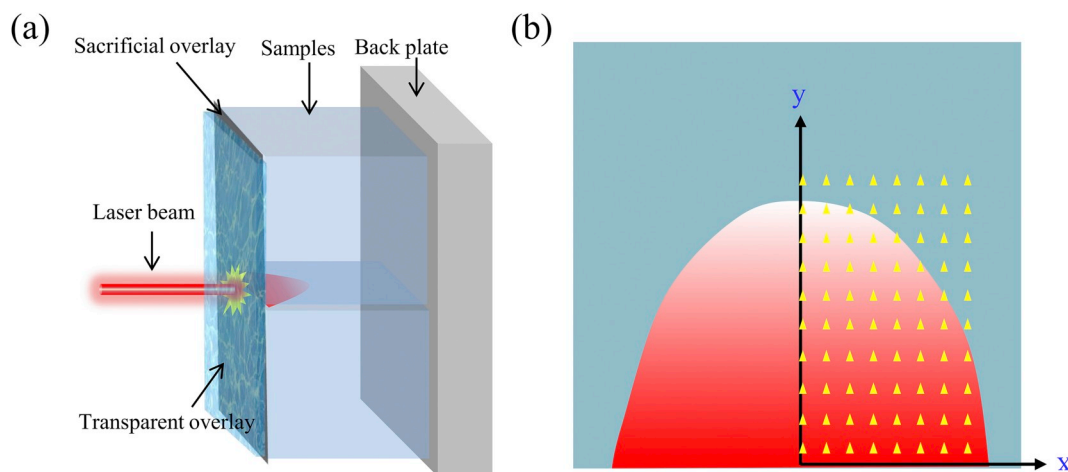 (a)
Sacrificial overlay
Samples
Back plate
Laser beam
Transparent overlay
(b)
y
x